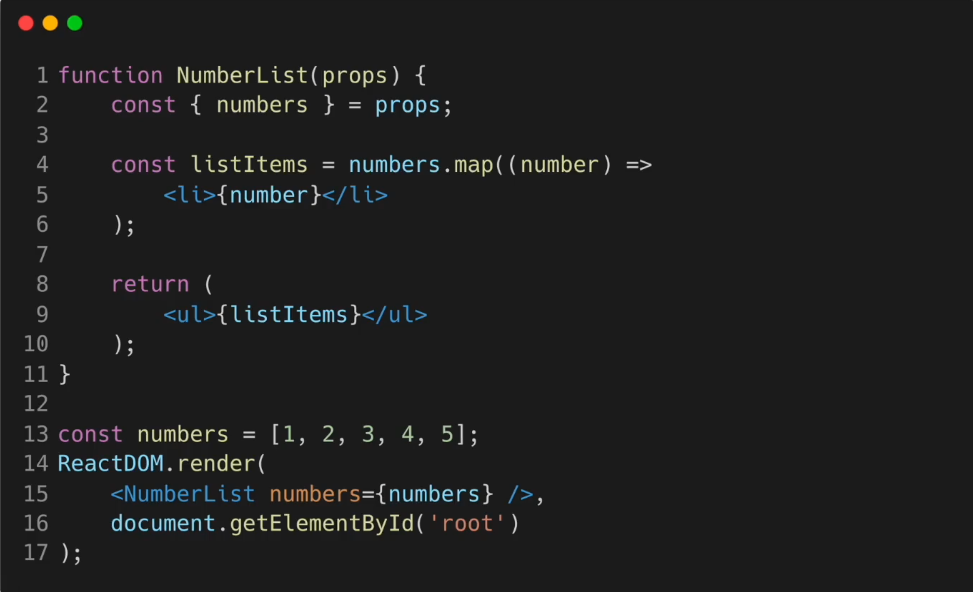 1 function NumberList(props) {
2     const { numbers } = props;
3
4     const listItems = numbers.map((number) =>
5         <li>{number}</li>
6     );
7
8     return (
9         <ul>{listItems}</ul>
10     );
11 }
12
13 const numbers = [1, 2, 3, 4, 5];
14 ReactDOM.render(
15     <NumberList numbers={numbers} />,
16     document.getElementById('root')
17 );